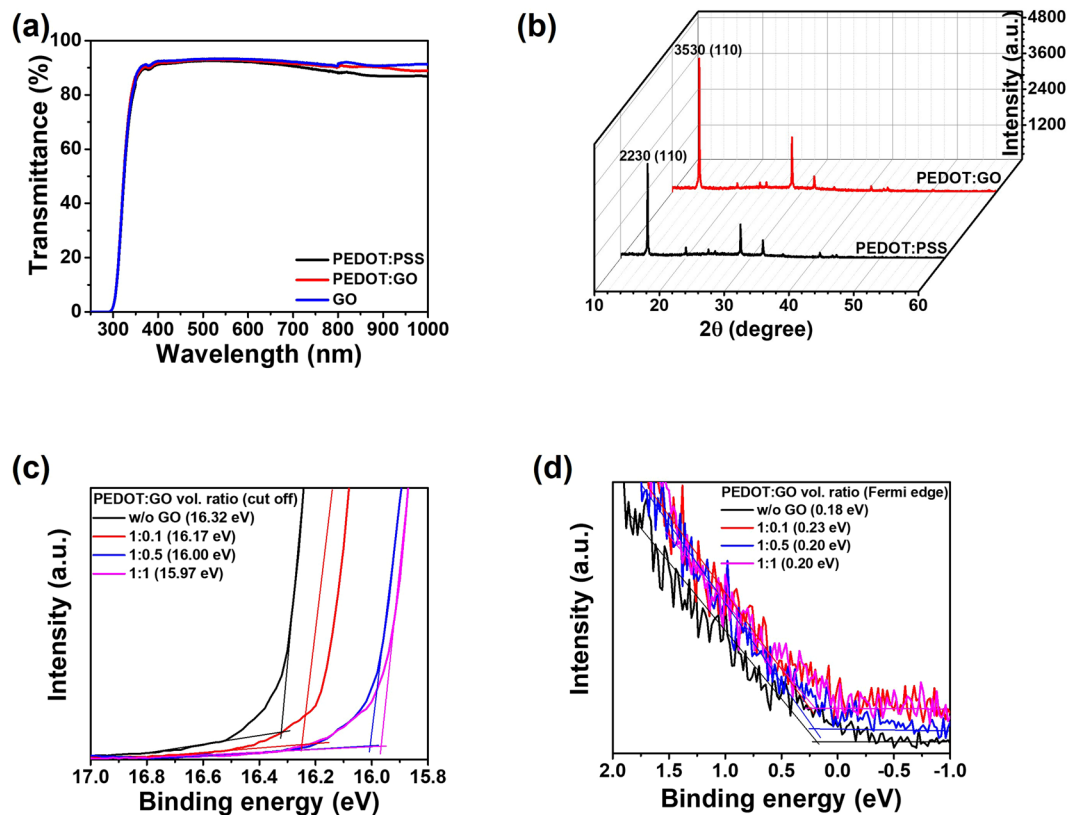 (a)
100
80
60
40
20
0
Transmittance (%)
PEDOT:PSS
PEDOT:GO
GO
300 400 500 600 700 800 900 1000
Wavelength (nm)
(b)
4800
3600
2400
1200
Intensity (a.u.)
3530 (110)
2230 (110)
PEDOT:GO
PEDOT:PSS
10 20 30 40 50 60
2θ (degree)
(c)
PEDOT:GO vol. ratio (cut off)
w/o GO (16.32 eV)
1:0.1 (16.17 eV)
1:0.5 (16.00 eV)
1:1 (15.97 eV)
Intensity (a.u.)
17.0 16.8 16.6 16.4 16.2 16.0 15.8
Binding energy (eV)
(d)
PEDOT:GO vol. ratio (Fermi edge)
w/o GO (0.18 eV)
1:0.1 (0.23 eV)
1:0.5 (0.20 eV)
1:1 (0.20 eV)
Intensity (a.u.)
2.0 1.5 1.0 0.5 0.0 -0.5 -1.0
Binding energy (eV)